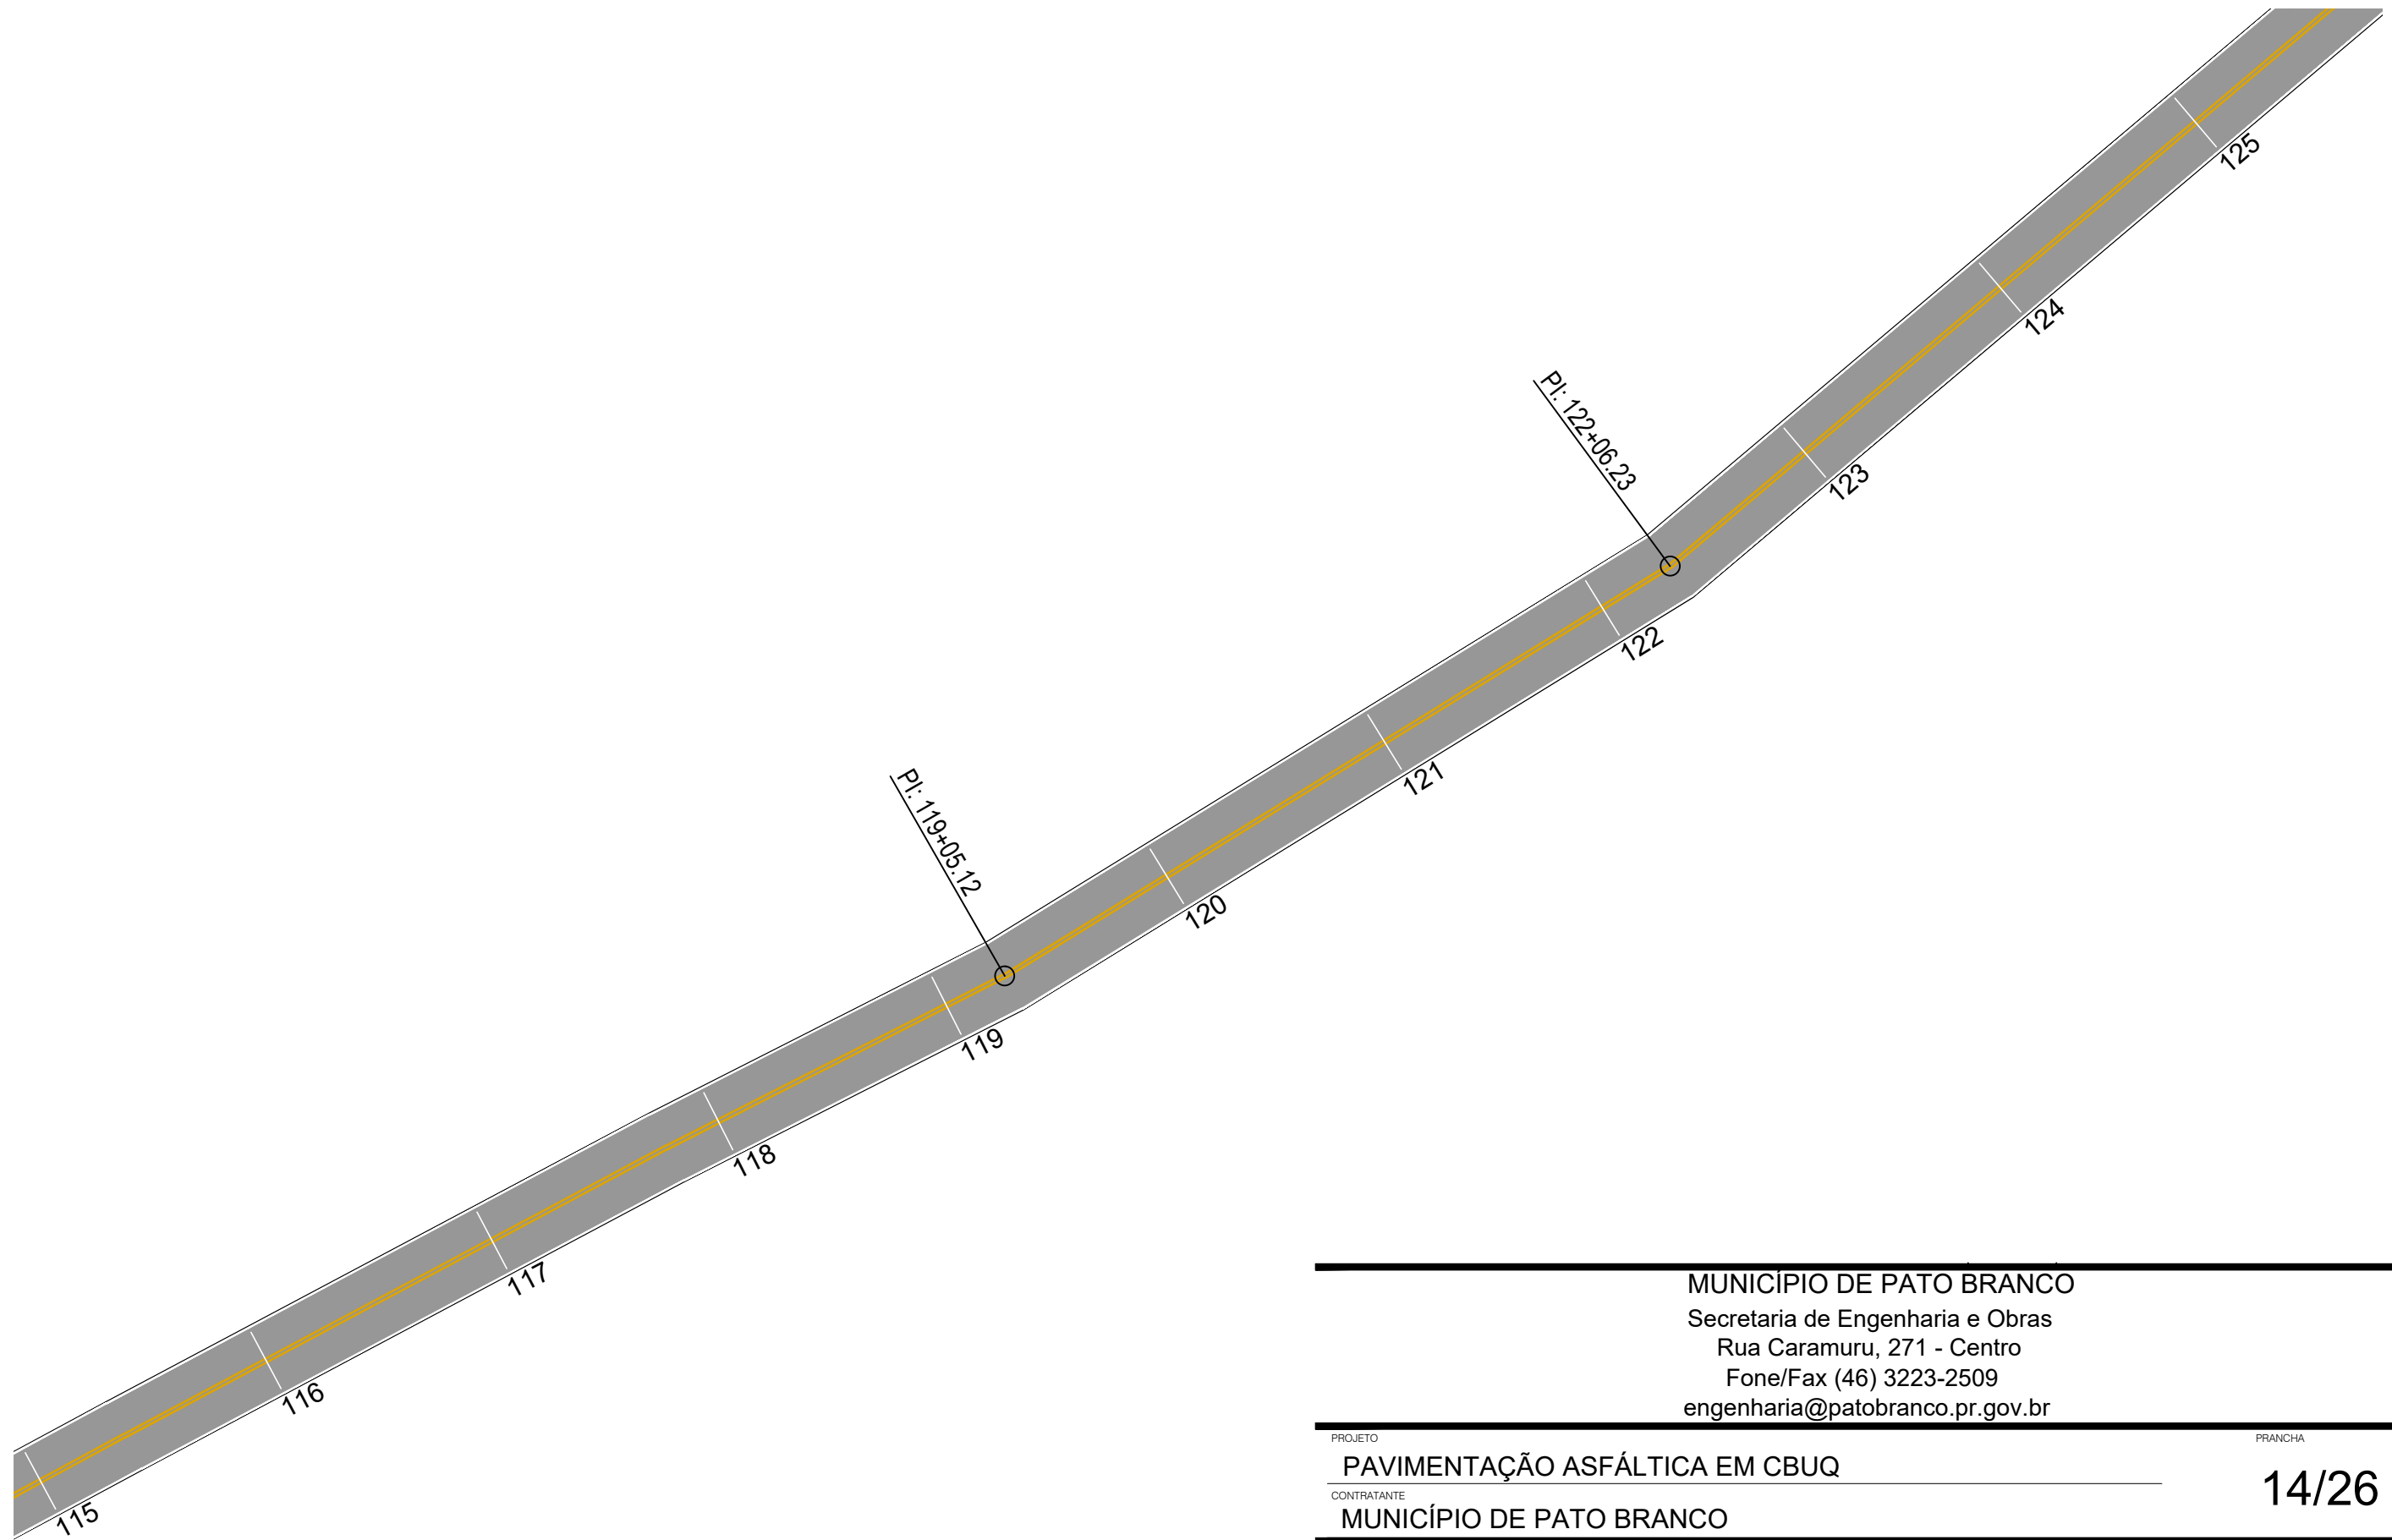 125
124
PI: 122+06.23
123
122
121
PI: 119+05.12
120
119
118
117
116
115
MUNICÍPIO DE PATO BRANCO
Secretaria de Engenharia e Obras
Rua Caramuru, 271 - Centro
Fone/Fax (46) 3223-2509
engenharia@patobranco.pr.gov.br
PROJETO
PAVIMENTAÇÃO ASFÁLTICA EM CBUQ
PRANCHA
14/26
CONTRATANTE
MUNICÍPIO DE PATO BRANCO